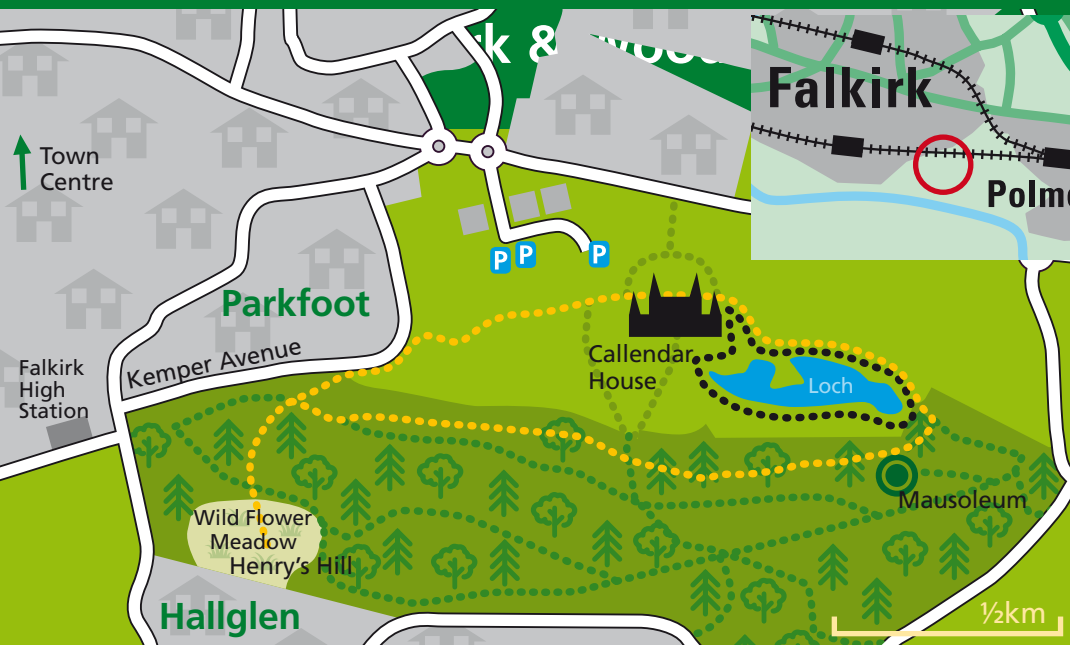 rk &
Falkirk
Polm
Town
Centre
P
P
P
Parkfoot
Kemper Avenue
Falkirk
High
Station
Callendar
House
Loch
Mausoleum
Wild Flower
Meadow
Henry's Hill
Hallglen
½km